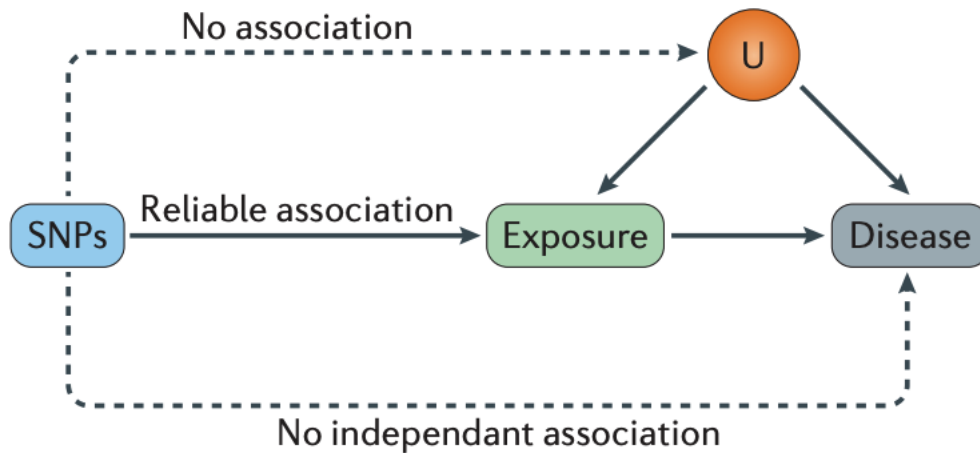 No association
U
SNPs
Reliable association
Exposure
Disease
No independant association